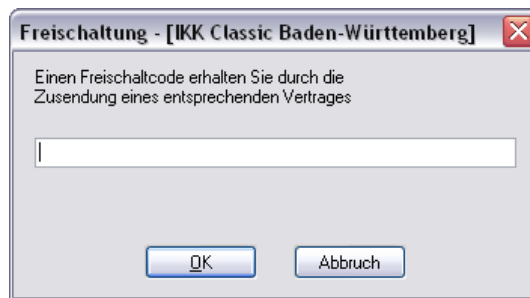 Freischaltung - [IKK Classic Baden-Württemberg]
Einen Freischaltcode erhalten Sie durch die
Zusendung eines entsprechenden Vertrages
OK
Abbruch